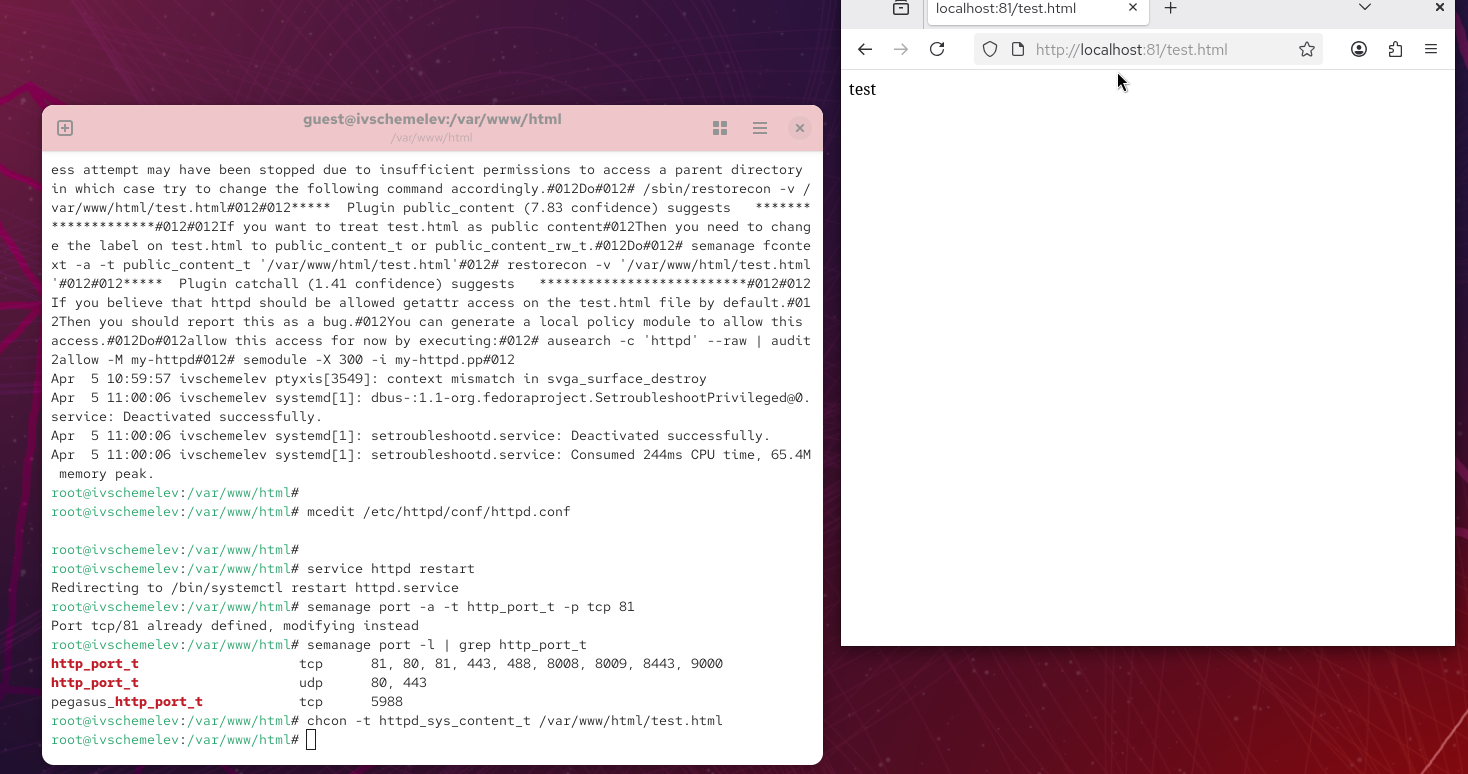 localhost:81/test.html
http://localhost:81/test.html
test
guest@ivschemelev:/var/www/html
/var/www/html
ess attempt may have been stopped due to insufficient permissions to access a parent directory
in which case try to change the following command accordingly.#012Do#012# /sbin/restorecon -v /
var/www/html/test.html#012#012*****  Plugin public_content (7.83 confidence) suggests   *******
******************#012#012If you want to treat test.html as public content#012Then you need to chang
e the label on test.html to public_content_t or public_content_rw_t.#012Do#012# semanage fconte
xt -a -t public_content_t '/var/www/html/test.html'#012# restorecon -v '/var/www/html/test.html
'#012#012*****  Plugin catchall (1.41 confidence) suggests   **************************#012#012
If you believe that httpd should be allowed getattr access on the test.html file by default.#01
2Then you should report this as a bug.#012You can generate a local policy module to allow this
access.#012Do#012allow this access for now by executing:#012# ausearch -c 'httpd' --raw | audit
2allow -M my-httpd#012# semodule -X 300 -i my-httpd.pp#012
Apr  5 10:59:57 ivschemelev ptyxis[3549]: context mismatch in svga_surface_destroy
Apr  5 11:00:06 ivschemelev systemd[1]: dbus-:1.1-org.fedoraproject.SetroubleshootPrivileged@0.
service: Deactivated successfully.
Apr  5 11:00:06 ivschemelev systemd[1]: setroubleshootd.service: Deactivated successfully.
Apr  5 11:00:06 ivschemelev systemd[1]: setroubleshootd.service: Consumed 244ms CPU time, 65.4M
 memory peak.
root@ivschemelev:/var/www/html#
root@ivschemelev:/var/www/html# mcedit /etc/httpd/conf/httpd.conf
root@ivschemelev:/var/www/html#
root@ivschemelev:/var/www/html# service httpd restart
Redirecting to /bin/systemctl restart httpd.service
root@ivschemelev:/var/www/html# semanage port -a -t http_port_t -p tcp 81
Port tcp/81 already defined, modifying instead
root@ivschemelev:/var/www/html# semanage port -l | grep http_port_t
http_port_t                    tcp      81, 80, 81, 443, 488, 8008, 8009, 8443, 9000
http_port_t                    udp      80, 443
pegasus_http_port_t            tcp      5988
root@ivschemelev:/var/www/html# chcon -t httpd_sys_content_t /var/www/html/test.html
root@ivschemelev:/var/www/html#